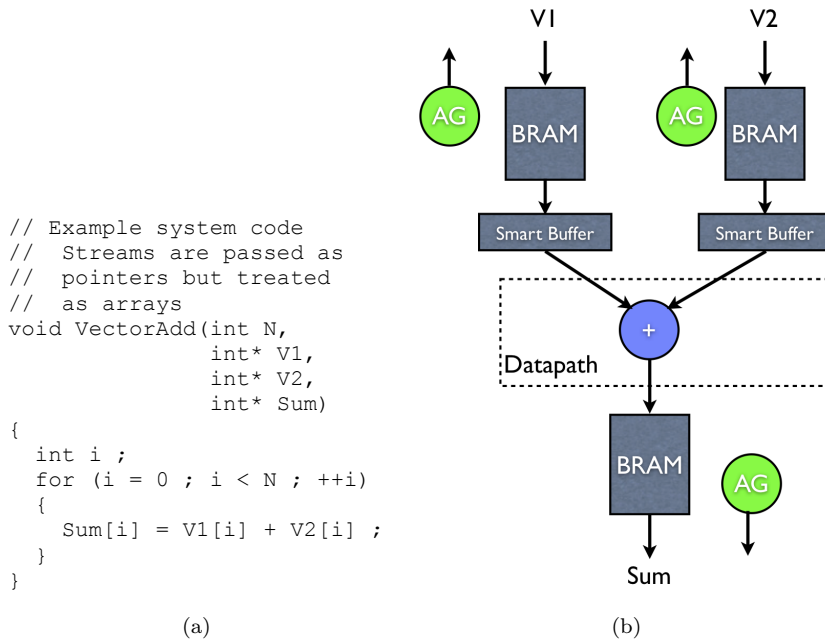 // Example system code
//  Streams are passed as
//  pointers but treated
//  as arrays
void VectorAdd(int N,
               int* V1,
               int* V2,
               int* Sum)
{
  int i ;
  for (i = 0 ; i < N ; ++i)
  {
    Sum[i] = V1[i] + V2[i] ;
  }
}
(a)
V1
V2
AG
BRAM
AG
BRAM
Smart Buffer
Smart Buffer
+
Datapath
BRAM
AG
Sum
(b)